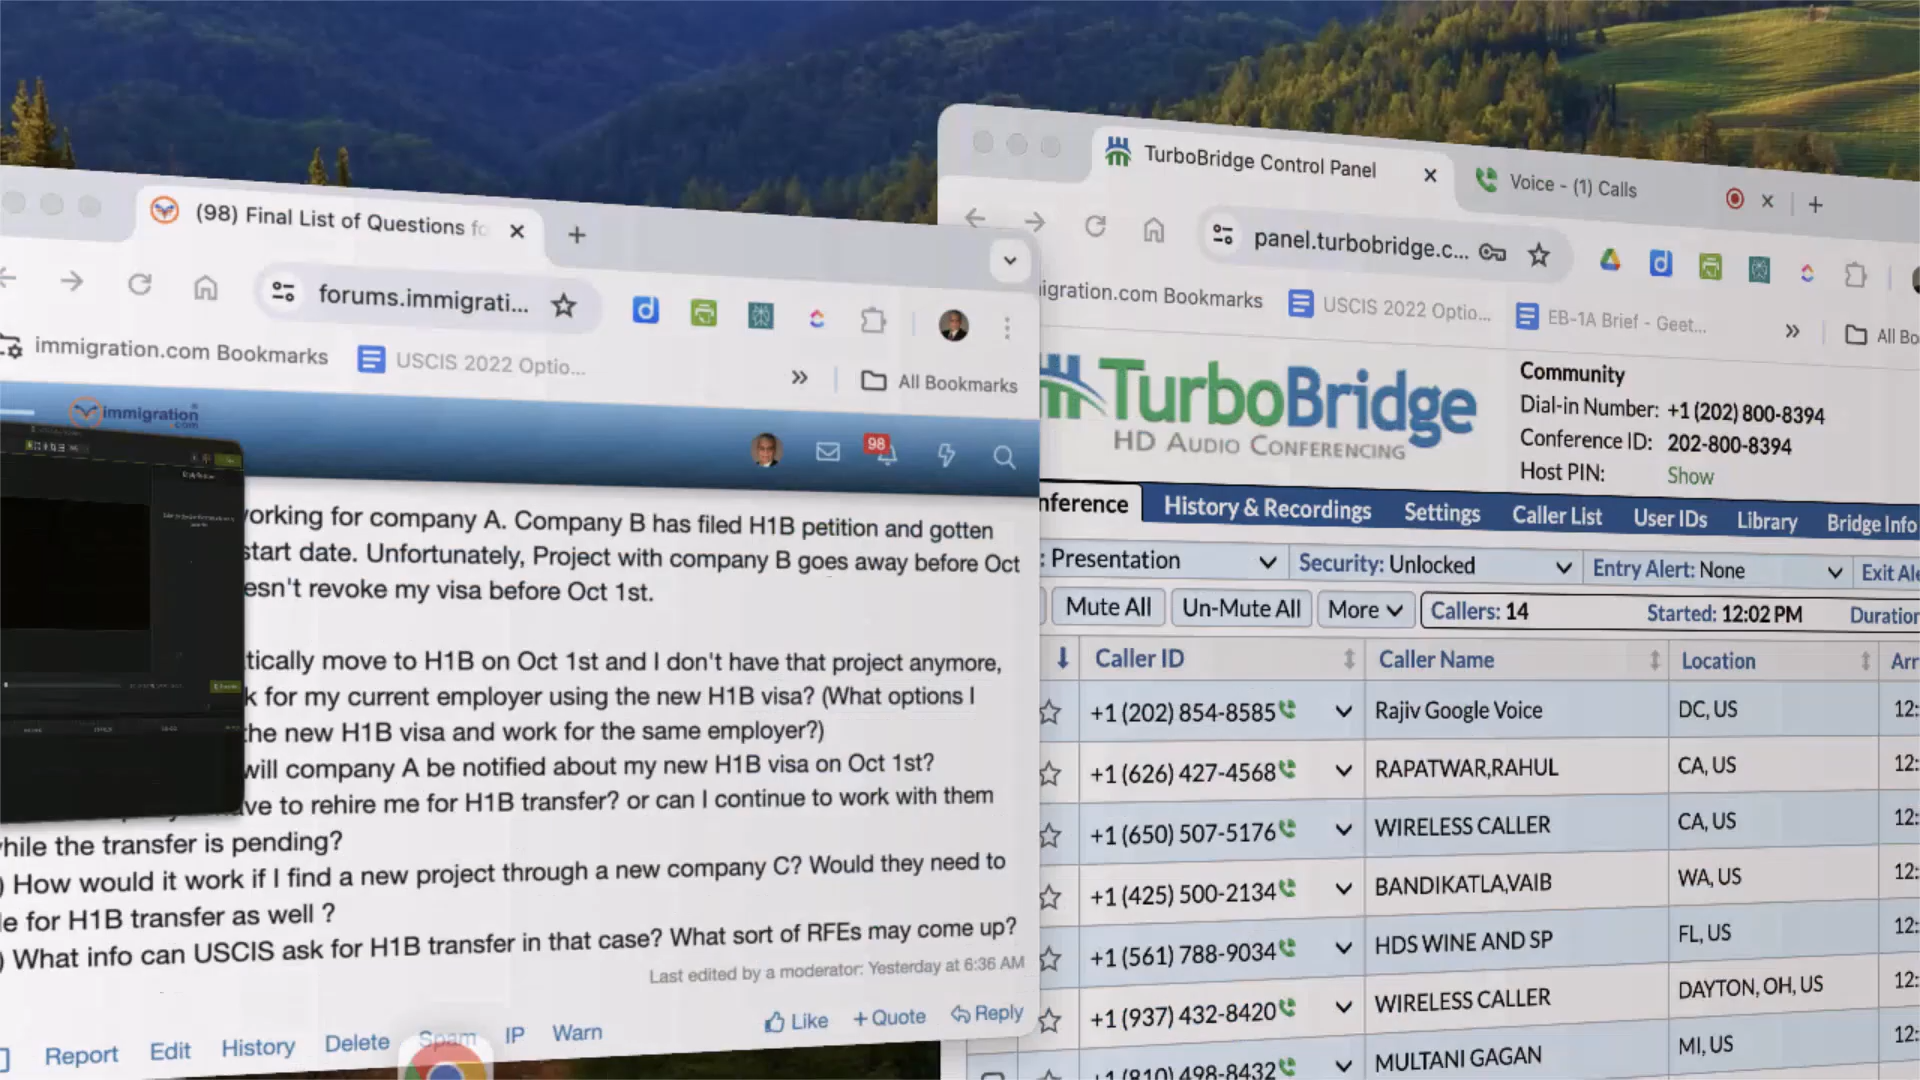 (98) Final List of Questions fo
forums.immigrati...
immigration.com Bookmarks
USCIS 2022 Optio...
All Bookmarks
immigration
.com
98
orking for company A. Company B has filed H1B petition and gotten
start date. Unfortunately, Project with company B goes away before Oct
esn't revoke my visa before Oct 1st.
tically move to H1B on Oct 1st and I don't have that project anymore,
k for my current employer using the new H1B visa? (What options I
the new H1B visa and work for the same employer?)
will company A be notified about my new H1B visa on Oct 1st?
ave to rehire me for H1B transfer? or can I continue to work with them
hile the transfer is pending?
) How would it work if I find a new project through a new company C? Would they need to
le for H1B transfer as well ?
) What info can USCIS ask for H1B transfer in that case? What sort of RFEs may come up?
Last edited by a moderator: Yesterday at 6:36 AM
Like + Quote Reply
Report Edit History Delete Spam IP Warn
TurboBridge Control Panel
Voice - (1) Calls
panel.turbobridge.c...
igration.com Bookmarks
USCIS 2022 Optio...
EB-1A Brief - Geet...
All Bo
TurboBridge
HD AUDIO CONFERENCING
Community
Dial-in Number: +1 (202) 800-8394
Conference ID: 202-800-8394
Host PIN: Show
nference History & Recordings Settings Caller List User IDs Library Bridge Info
: Presentation Security: Unlocked Entry Alert: None Exit Ale
Mute All Un-Mute All More Callers: 14 Started: 12:02 PM Duration
Caller ID Caller Name Location Arr
+1 (202) 854-8585 Rajiv Google Voice DC, US 12:
+1 (626) 427-4568 RAPATWAR,RAHUL CA, US 12:
+1 (650) 507-5176 WIRELESS CALLER CA, US 12:
+1 (425) 500-2134 BANDIKATLA,VAIB WA, US 12:
+1 (561) 788-9034 HDS WINE AND SP FL, US 12:
+1 (937) 432-8420 WIRELESS CALLER DAYTON, OH, US 12:
+1 (810) 498-8432 MULTANI GAGAN MI, US 12: